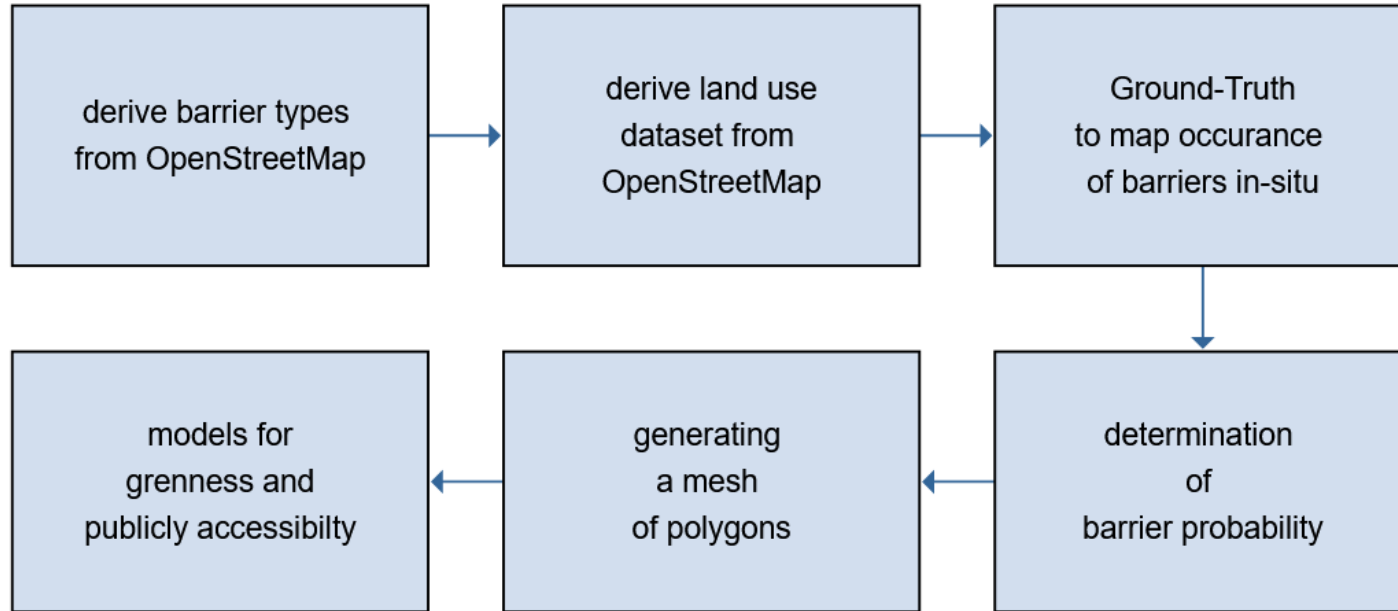 derive barrier types
from OpenStreetMap
derive land use
dataset from
OpenStreetMap
Ground-Truth
to map occurance
of barriers in-situ
determination
of
barrier probability
generating
a mesh
of polygons
models for
grenness and
publicly accessibilty